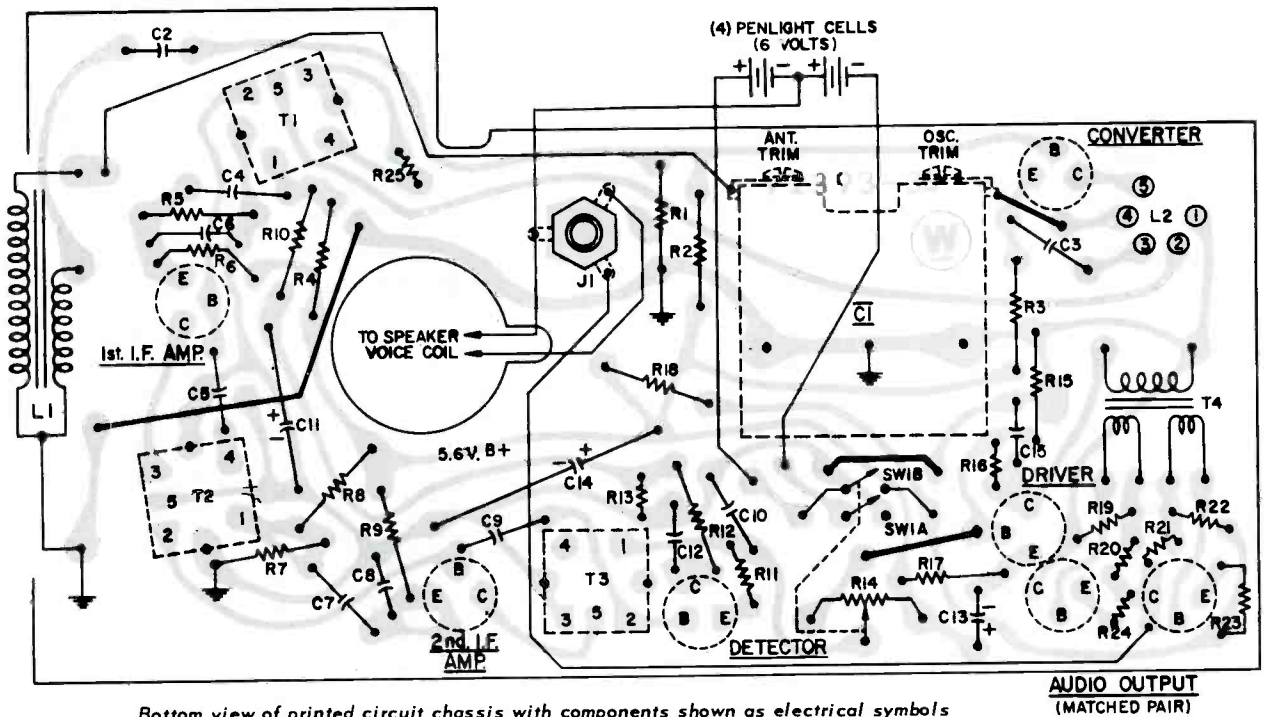 C2
(4) PENLIGHT CELLS
(6 VOLTS)
+ - + -
2 5 3
T1
1 4
ANT.
TRIM
OSC.
TRIM
CONVERTER
B
E C
R25
C4
R5
C6
R6
R10
R4
R1
R2
J1
C3
5
4 L2 1
3 2
E
B
C
1st. I.F. AMP.
TO SPEAKER
VOICE COIL
C1
R3
R15
R18
T4
L1
C5
+
-
C11
3 4
T2
5
2 1
5.6V. B+
- +
C14
R8
R9
R7
C7
C8
C9
R13
C12
R12
C10
R11
4 1
T3
3 5 2
B
E C
2nd. I.F.
AMP.
C
B E
DETECTOR
SW1B
SW1A
R16
C15
DRIVER
C
B
E
R14
R17
C13
-
+
R19
R20
R21
R22
C E
B
R24
C E
B
R23
AUDIO OUTPUT
(MATCHED PAIR)
Bottom view of printed circuit chassis with components shown as electrical symbols